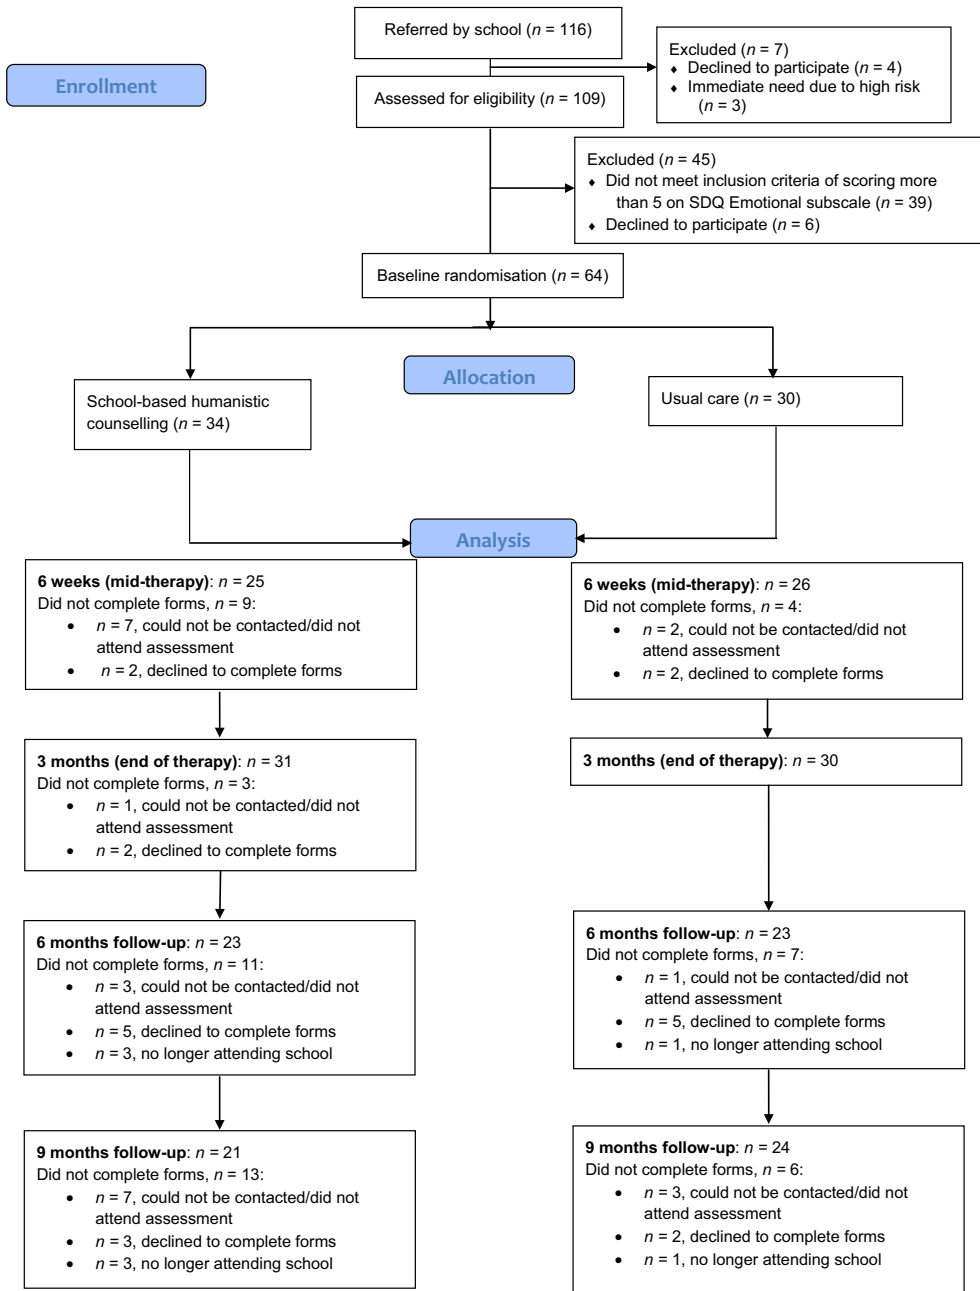 Referred by school (n = 116)
Excluded (n = 7)
♦ Declined to participate (n = 4)
♦ Immediate need due to high risk
(n = 3)
Enrollment
Assessed for eligibility (n = 109)
Excluded (n = 45)
♦ Did not meet inclusion criteria of scoring more
than 5 on SDQ Emotional subscale (n = 39)
♦ Declined to participate (n = 6)
Baseline randomisation (n = 64)
Allocation
School-based humanistic
counselling (n = 34)
Usual care (n = 30)
Analysis
6 weeks (mid-therapy): n = 25
Did not complete forms, n = 9:
• n = 7, could not be contacted/did not
attend assessment
• n = 2, declined to complete forms
6 weeks (mid-therapy): n = 26
Did not complete forms, n = 4:
• n = 2, could not be contacted/did not
attend assessment
• n = 2, declined to complete forms
3 months (end of therapy): n = 31
Did not complete forms, n = 3:
• n = 1, could not be contacted/did not
attend assessment
• n = 2, declined to complete forms
3 months (end of therapy): n = 30
6 months follow-up: n = 23
Did not complete forms, n = 11:
• n = 3, could not be contacted/did not
attend assessment
• n = 5, declined to complete forms
• n = 3, no longer attending school
6 months follow-up: n = 23
Did not complete forms, n = 7:
• n = 1, could not be contacted/did not
attend assessment
• n = 5, declined to complete forms
• n = 1, no longer attending school
9 months follow-up: n = 21
Did not complete forms, n = 13:
• n = 7, could not be contacted/did not
attend assessment
• n = 3, declined to complete forms
• n = 3, no longer attending school
9 months follow-up: n = 24
Did not complete forms, n = 6:
• n = 3, could not be contacted/did not
attend assessment
• n = 2, declined to complete forms
• n = 1, no longer attending school